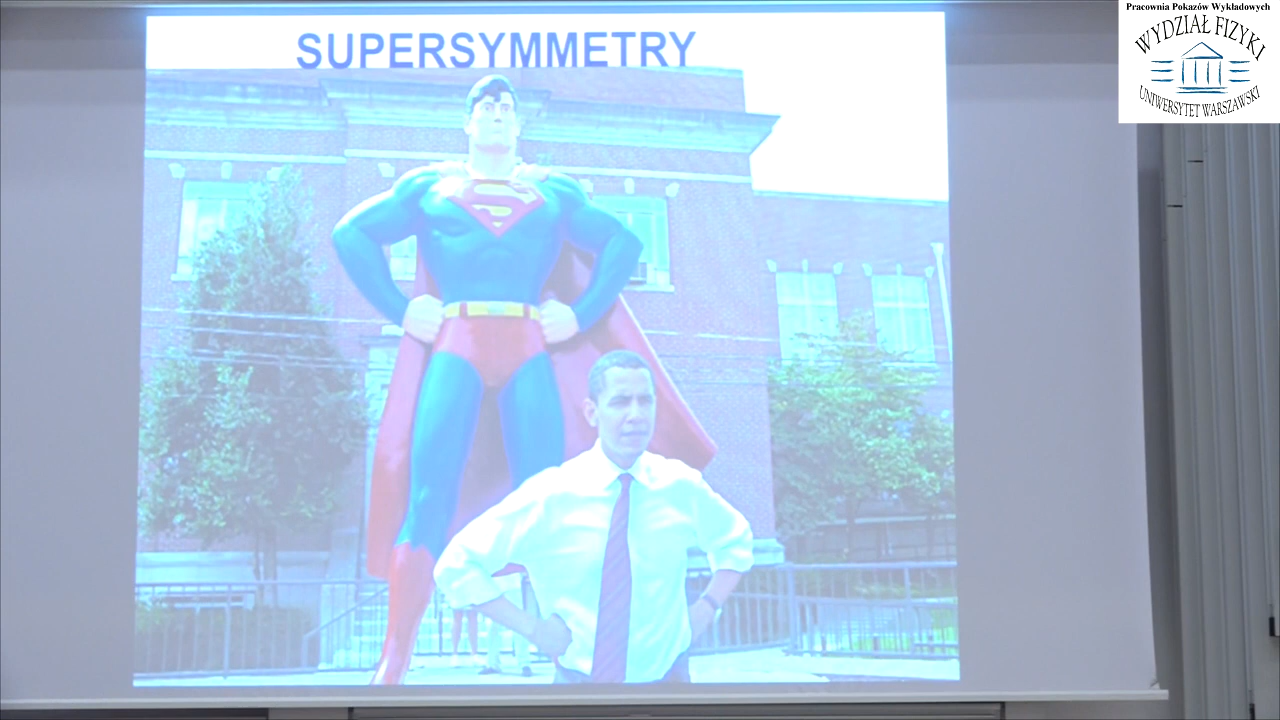 SUPERSYMMETRY
Pracownia Pokazów Wykładowych
WYDZIAŁ FIZYKI
UNIWERSYTET WARSZAWSKI
S